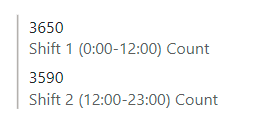 3650
Shift 1 (0:00-12:00) Count
3590
Shift 2 (12:00-23:00) Count